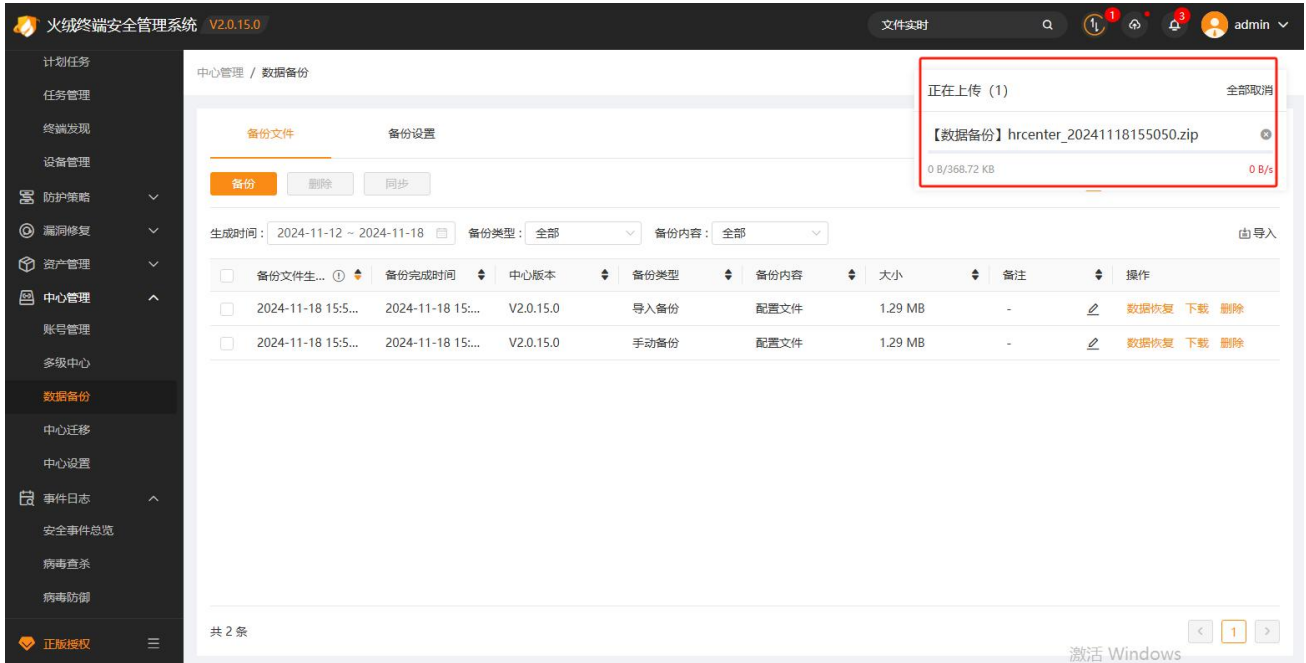 火绒终端安全管理系统 V2.0.15.0
文件实时
1
3
admin
计划任务
任务管理
终端发现
设备管理
防护策略
漏洞修复
资产管理
中心管理
账号管理
多级中心
数据备份
中心迁移
中心设置
事件日志
安全事件总览
病毒查杀
病毒防御
正版授权
中心管理 / 数据备份
正在上传（1） 全部取消
【数据备份】hrcenter_20241118155050.zip
0 B/368.72 KB 0 B/s
备份文件 备份设置
备份 删除 同步
生成时间： 2024-11-12 ~ 2024-11-18 备份类型： 全部 备份内容： 全部 导入
备份文件生... 备份完成时间 中心版本 备份类型 备份内容 大小 备注 操作
2024-11-18 15:5... 2024-11-18 15:... V2.0.15.0 导入备份 配置文件 1.29 MB - 数据恢复 下载 删除
2024-11-18 15:5... 2024-11-18 15:... V2.0.15.0 手动备份 配置文件 1.29 MB - 数据恢复 下载 删除
共 2 条 < 1 >
激活 Windows